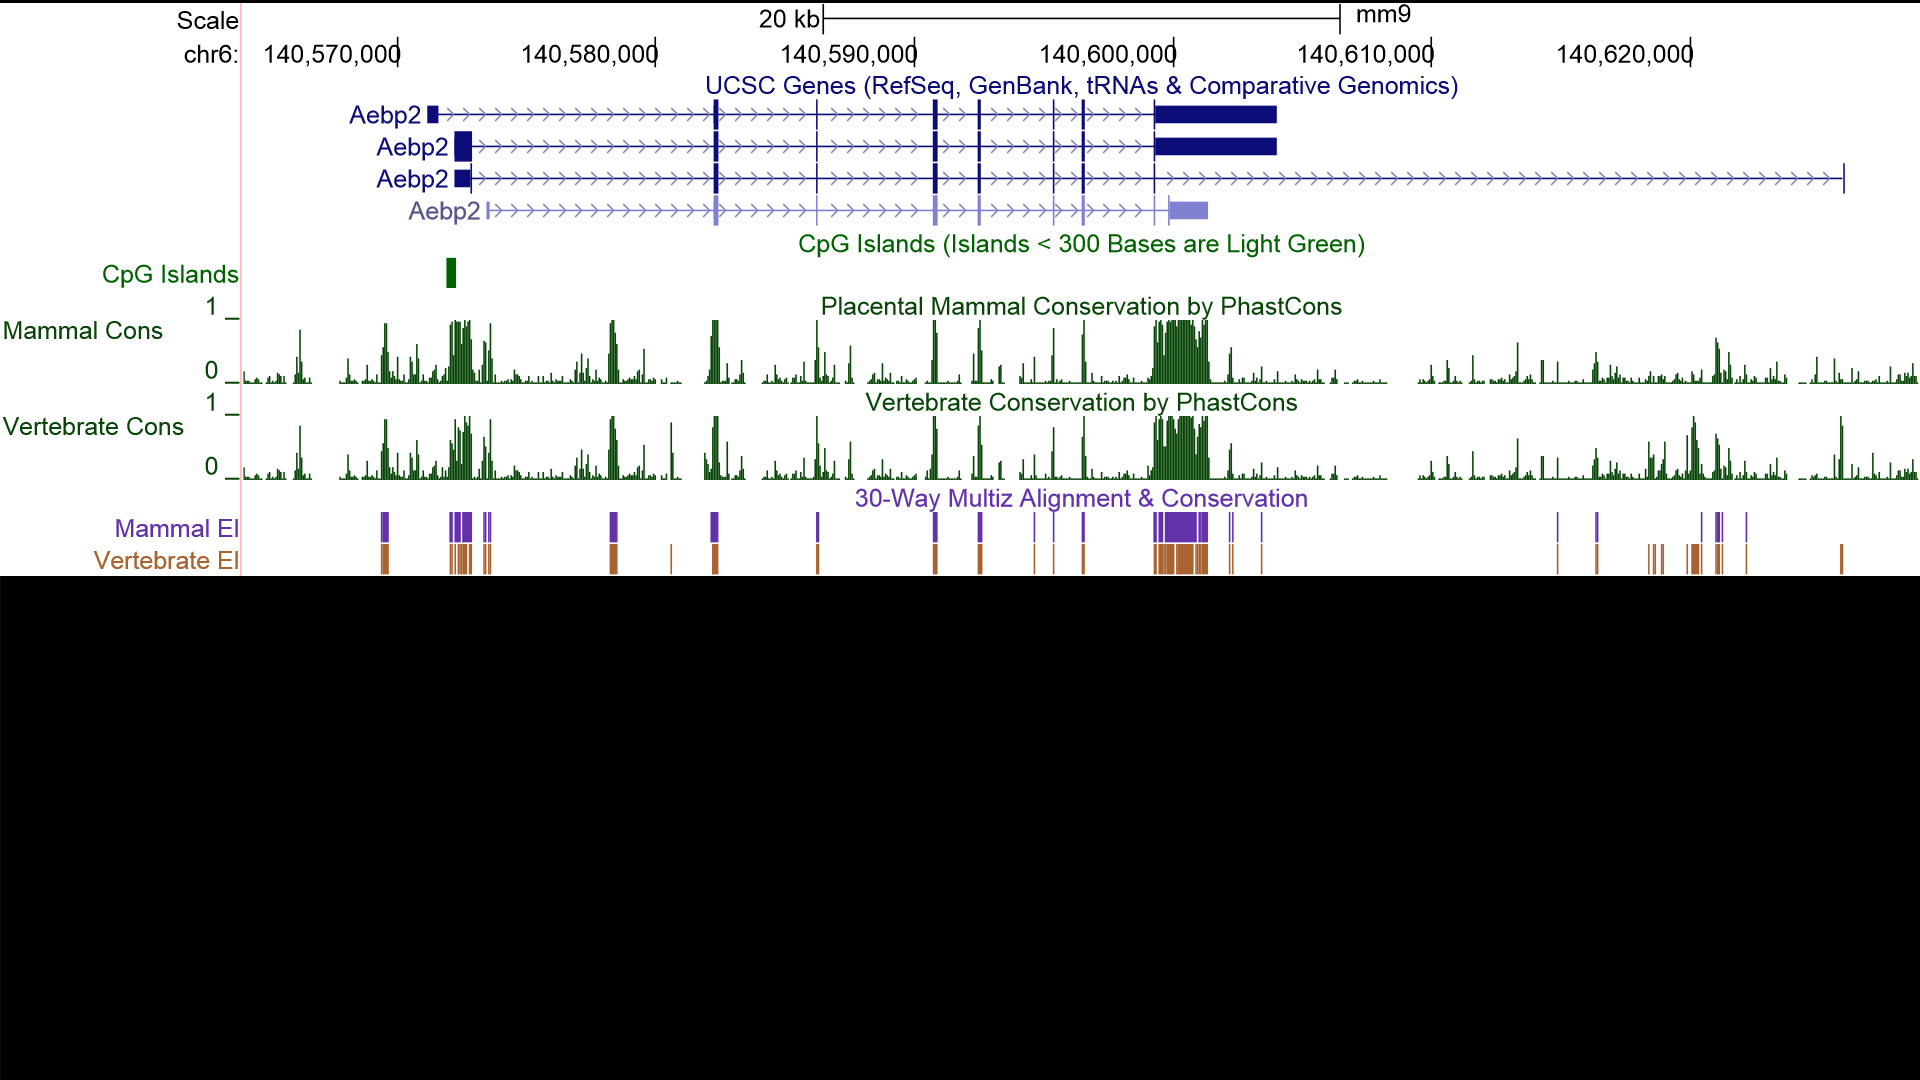 Scale 20 kb mm9
chr6: 140,570,000 140,580,000 140,590,000 140,600,000 140,610,000 140,620,000
UCSC Genes (RefSeq, GenBank, tRNAs & Comparative Genomics)
Aebp2
Aebp2
Aebp2
Aebp2
CpG Islands (Islands < 300 Bases are Light Green)
CpG Islands
Placental Mammal Conservation by PhastCons
1
Mammal Cons
0
Vertebrate Conservation by PhastCons
1
Vertebrate Cons
0
30-Way Multiz Alignment & Conservation
Mammal El
Vertebrate El